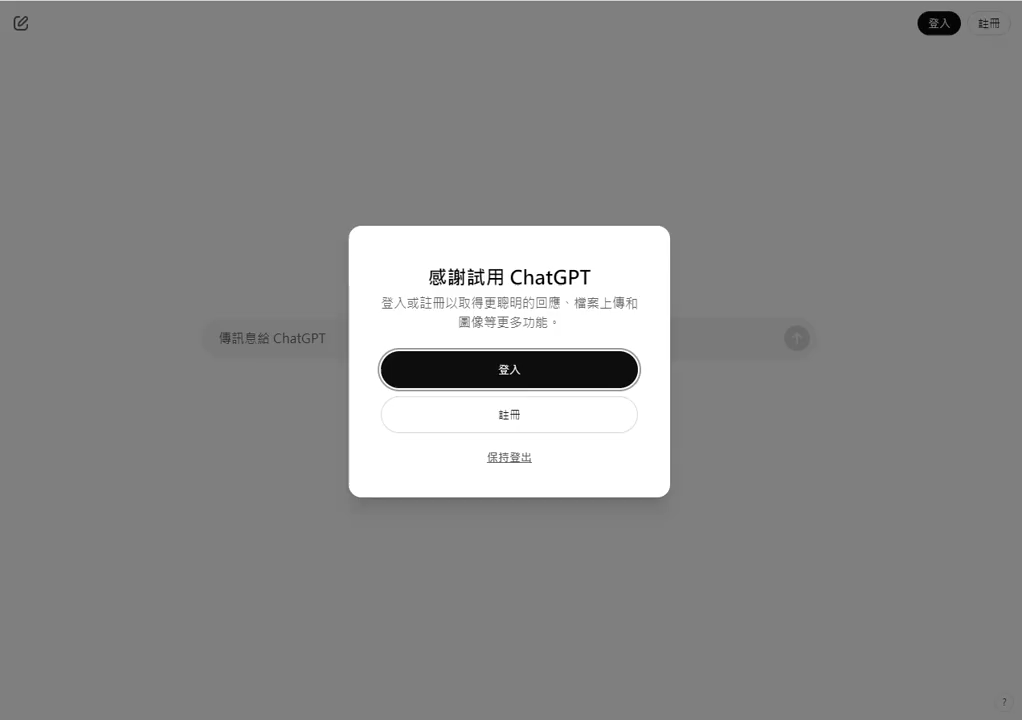 登入
註冊
感謝試用 ChatGPT
登入或註冊以取得更聰明的回應、檔案上傳和
圖像等更多功能。
傳訊息給 ChatGPT
登入
註冊
保持登出
?